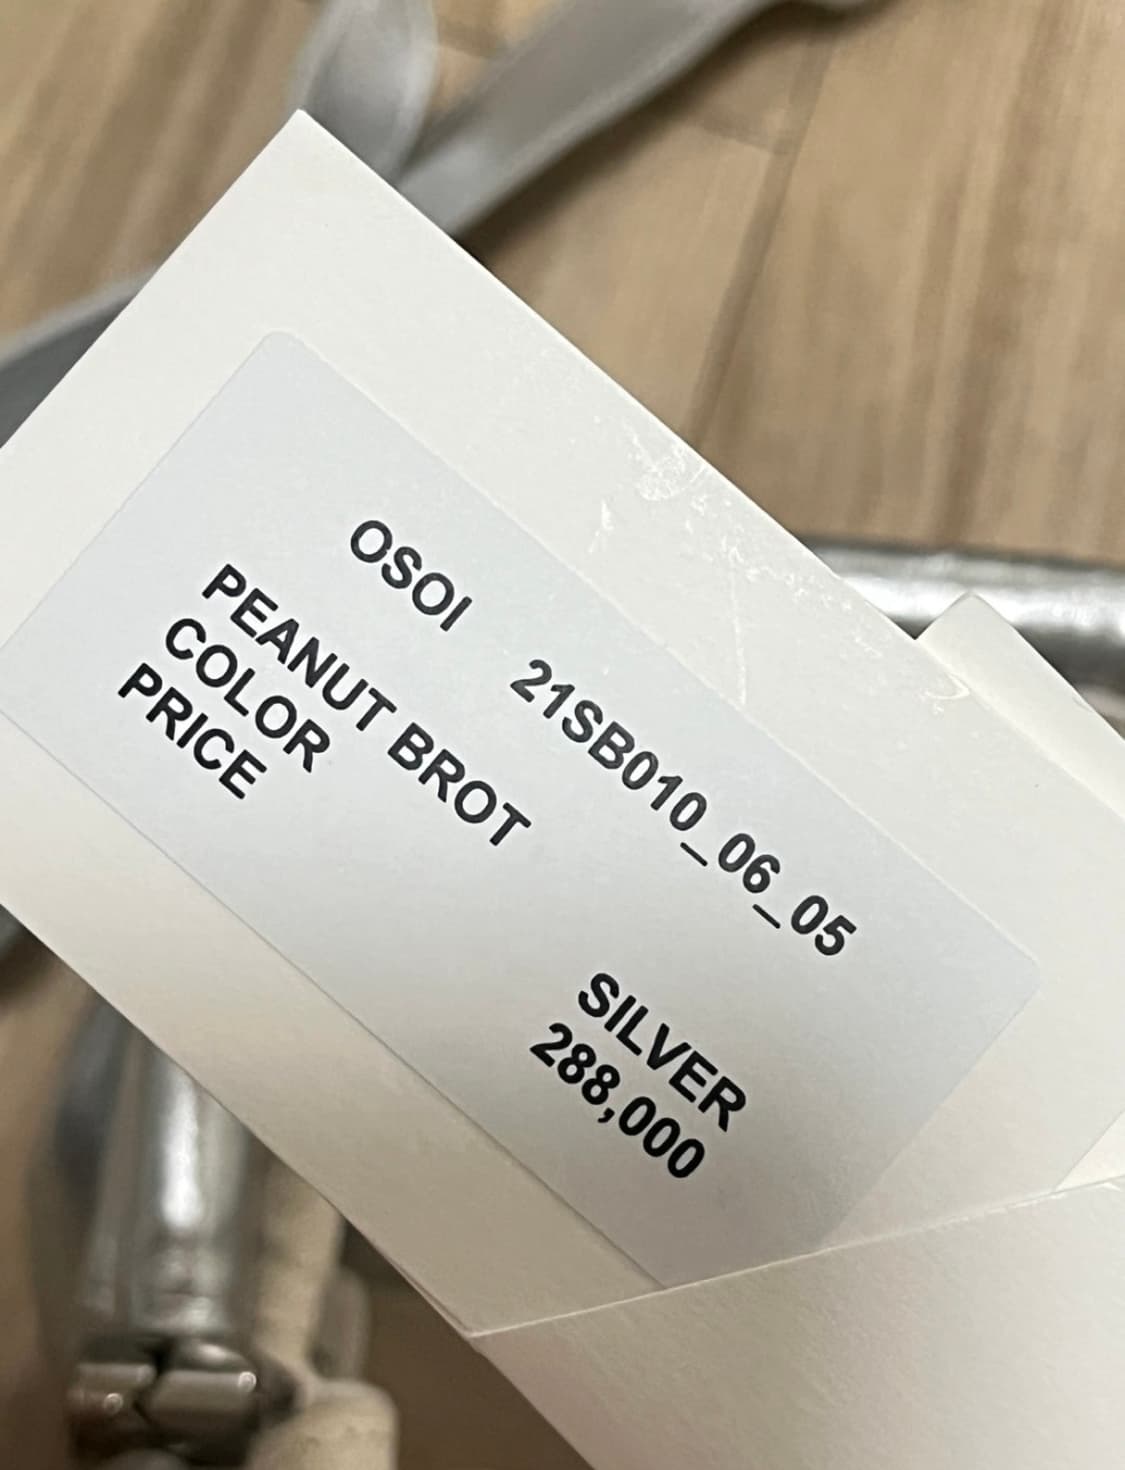 OSOI 21SB010_06_05
PEANUT BROT
COLOR SILVER
PRICE 288,000